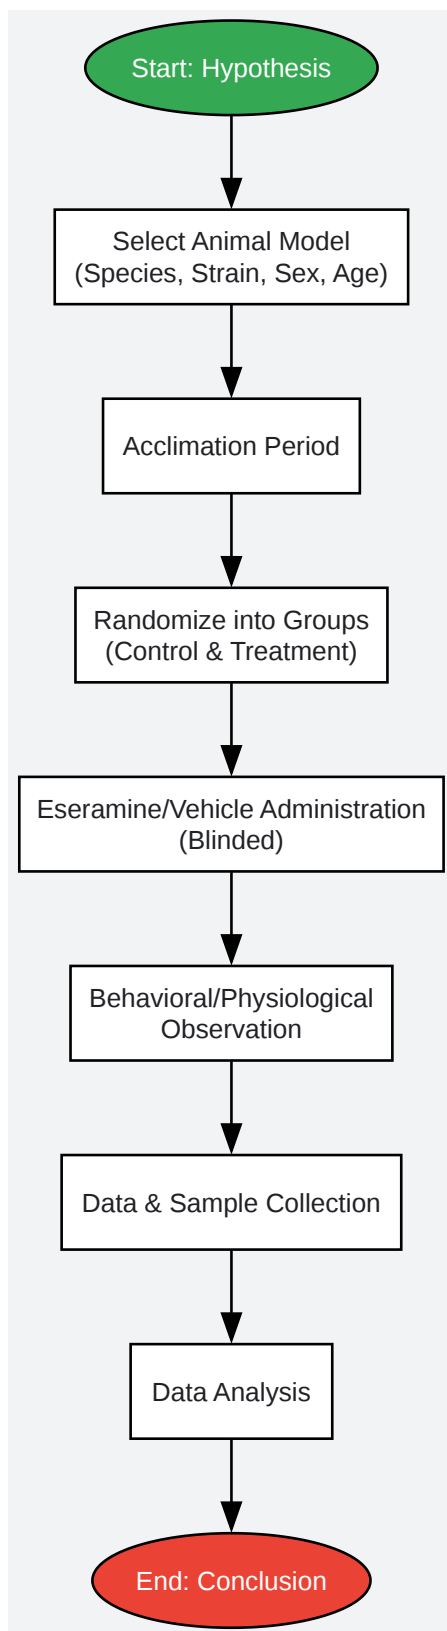 Start: Hypothesis
Select Animal Model
(Species, Strain, Sex, Age)
Acclimation Period
Randomize into Groups
(Control & Treatment)
Eseramine/Vehicle Administration
(Blinded)
Behavioral/Physiological
Observation
Data & Sample Collection
Data Analysis
End: Conclusion